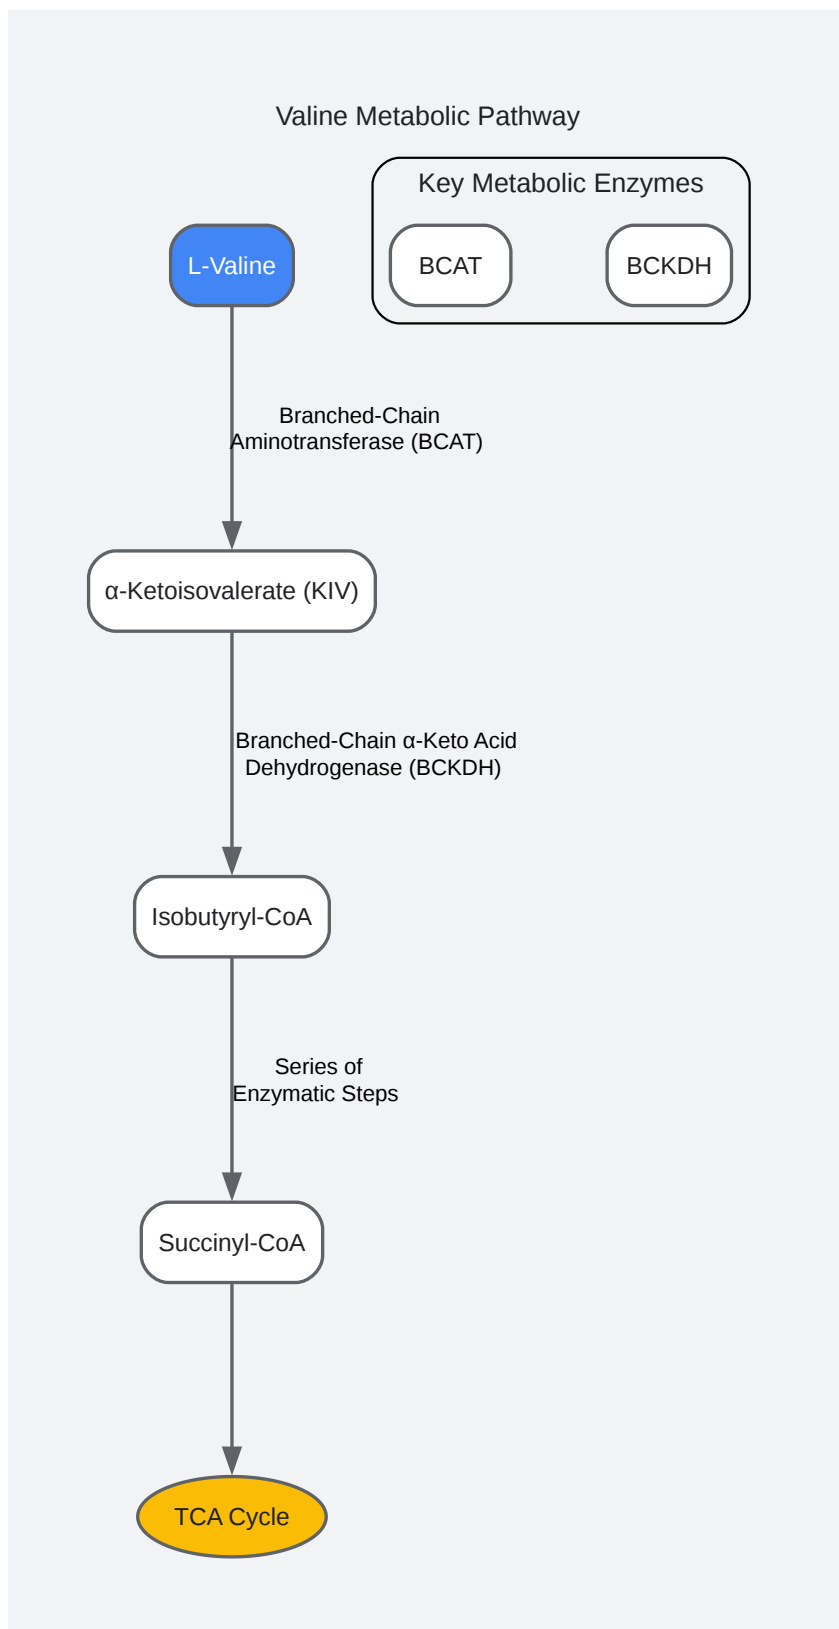 Valine Metabolic Pathway
Key Metabolic Enzymes
L-Valine
BCAT
BCKDH
Branched-Chain
Aminotransferase (BCAT)
α-Ketoisovalerate (KIV)
Branched-Chain α-Keto Acid
Dehydrogenase (BCKDH)
Isobutyryl-CoA
Series of
Enzymatic Steps
Succinyl-CoA
TCA Cycle